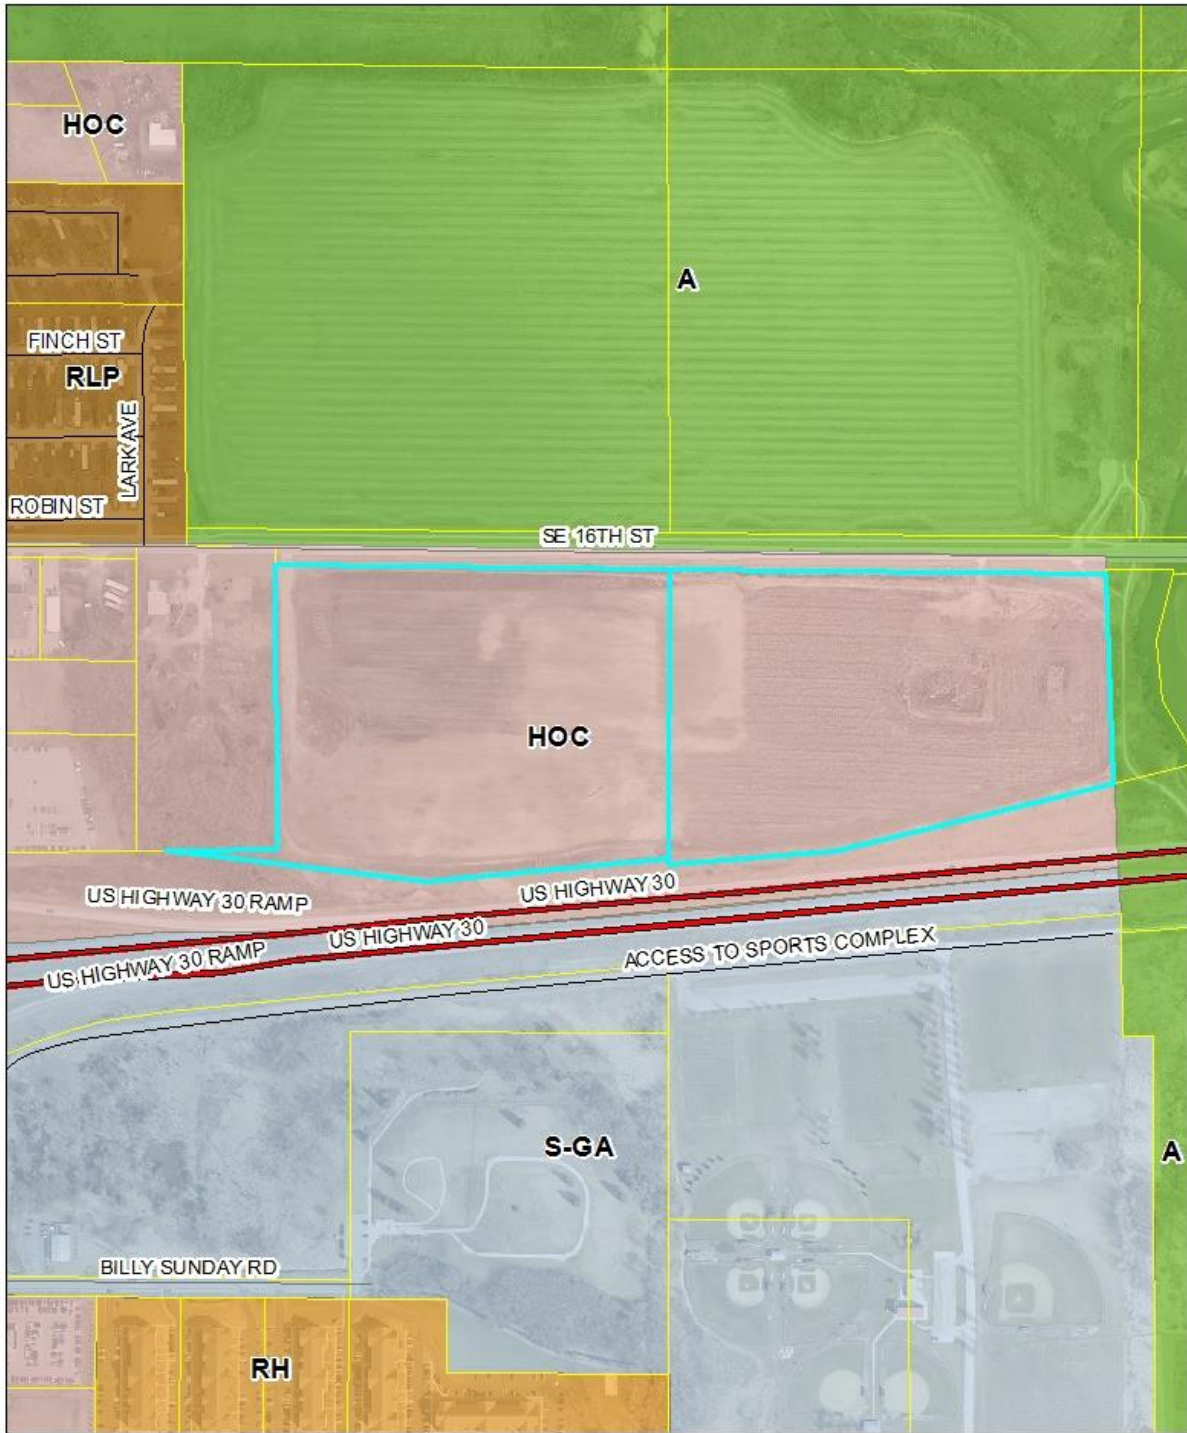 HOC
A
FINCH ST
RLP
LARK AVE
ROBIN ST
SE 16TH ST
HOC
US HIGHWAY 30 RAMP
US HIGHWAY 30
US HIGHWAY 30
US HIGHWAY 30 RAMP
ACCESS TO SPORTS COMPLEX
S-GA
A
BILLY SUNDAY RD
RH